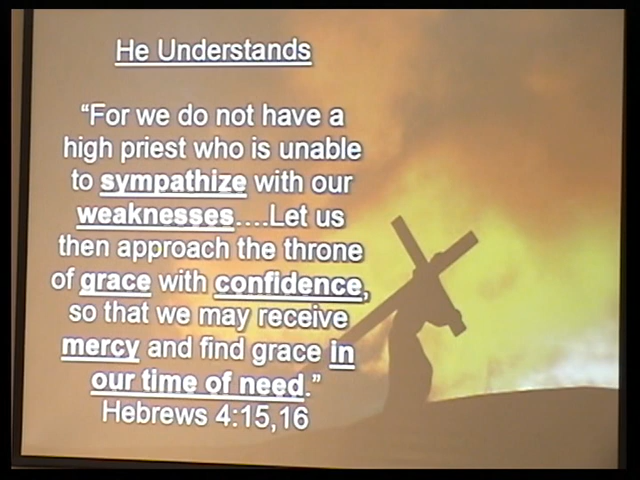 He Understands
“For we do not have a
high priest who is unable
to sympathize with our
weaknesses....Let us
then approach the throne
of grace with confidence,
so that we may receive
mercy and find grace in
our time of need.”
Hebrews 4:15,16